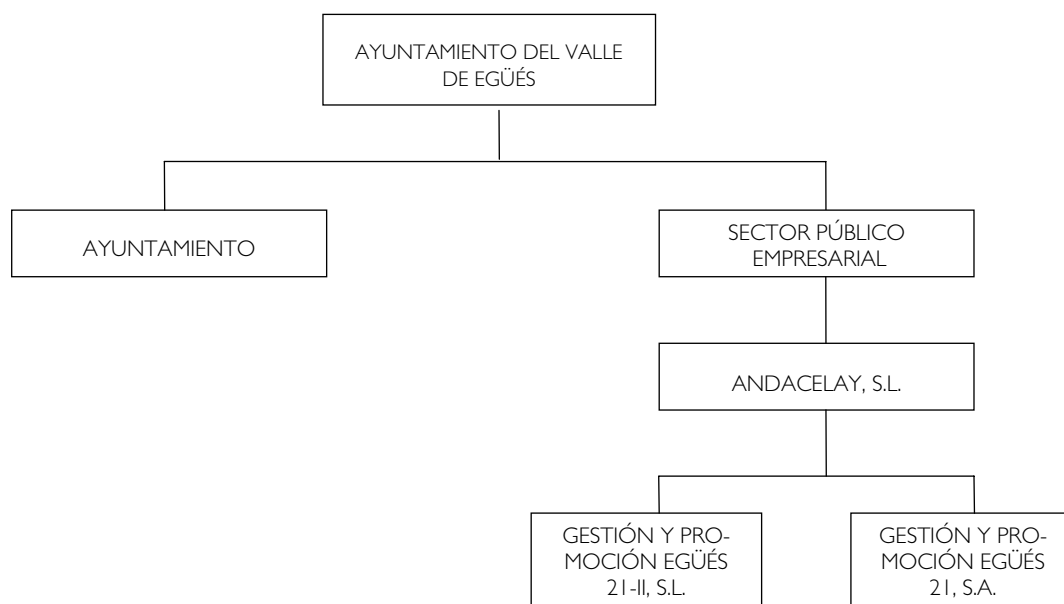 AYUNTAMIENTO DEL VALLE
DE EGÜÉS
AYUNTAMIENTO
SECTOR PÚBLICO
EMPRESARIAL
ANDACELAY, S.L.
GESTIÓN Y PRO-
MOCIÓN EGÜÉS
21-II, S.L.
GESTIÓN Y PRO-
MOCIÓN EGÜÉS
21, S.A.